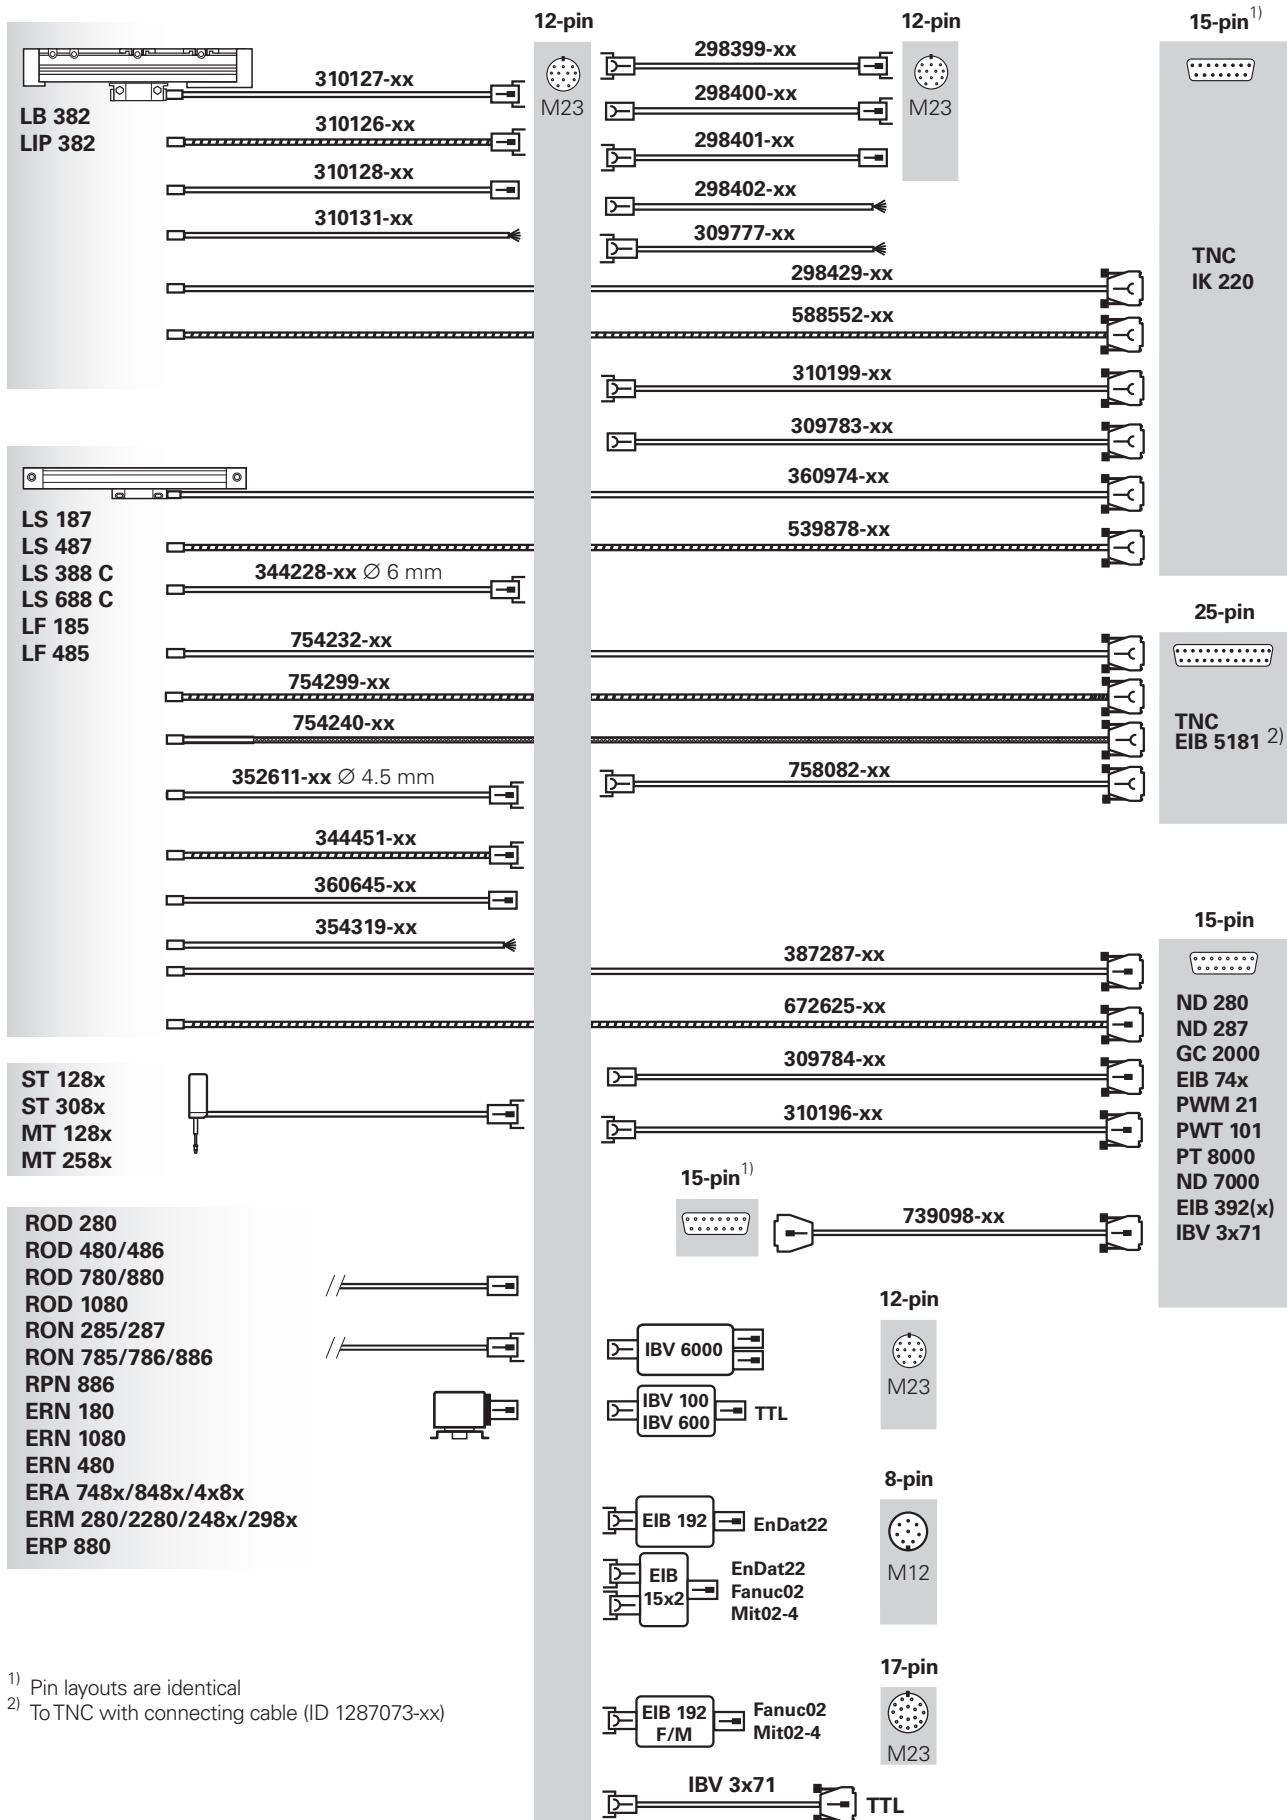 12-pin
12-pin
15-pin1)
298399-xx
310127-xx
298400-xx
M23
M23
LB 382
LIP 382
310126-xx
298401-xx
310128-xx
298402-xx
310131-xx
309777-xx
TNC
IK 220
298429-xx
588552-xx
310199-xx
309783-xx
360974-xx
LS 187
LS 487
LS 388 C
LS 688 C
LF 185
LF 485
539878-xx
344228-xx Ø 6 mm
25-pin
754232-xx
754299-xx
754240-xx
TNC
EIB 5181 2)
352611-xx Ø 4.5 mm
758082-xx
344451-xx
360645-xx
354319-xx
15-pin
387287-xx
672625-xx
309784-xx
310196-xx
ND 280
ND 287
GC 2000
EIB 74x
PWM 21
PWT 101
PT 8000
ND 7000
EIB 392(x)
IBV 3x71
ST 128x
ST 308x
MT 128x
MT 258x
15-pin1)
739098-xx
ROD 280
ROD 480/486
ROD 780/880
ROD 1080
RON 285/287
RON 785/786/886
RPN 886
ERN 180
ERN 1080
ERN 480
ERA 748x/848x/4x8x
ERM 280/2280/248x/298x
ERP 880
12-pin
IBV 6000
M23
IBV 100
IBV 600
TTL
8-pin
EIB 192
EnDat22
M12
EIB
15x2
EnDat22
Fanuc02
Mit02-4
17-pin
1) Pin layouts are identical
2) To TNC with connecting cable (ID 1287073-xx)
EIB 192
F/M
Fanuc02
Mit02-4
M23
IBV 3x71
TTL